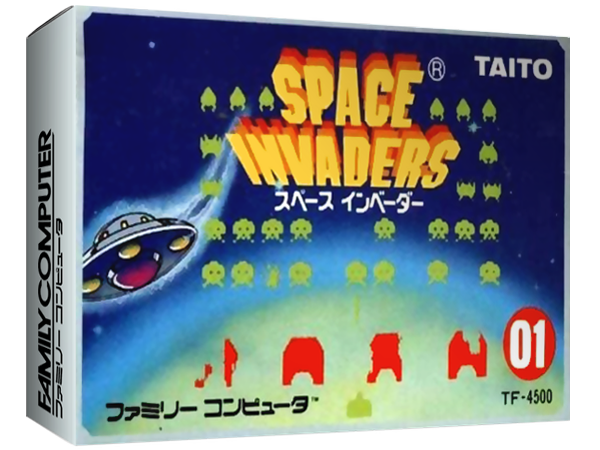 SPACE ® TAITO
INVADERS
スペース インベーダー
01
TF-4500
ファミリー コンピュータ™
FAMILY COMPUTER
ファミリー コンピュータ